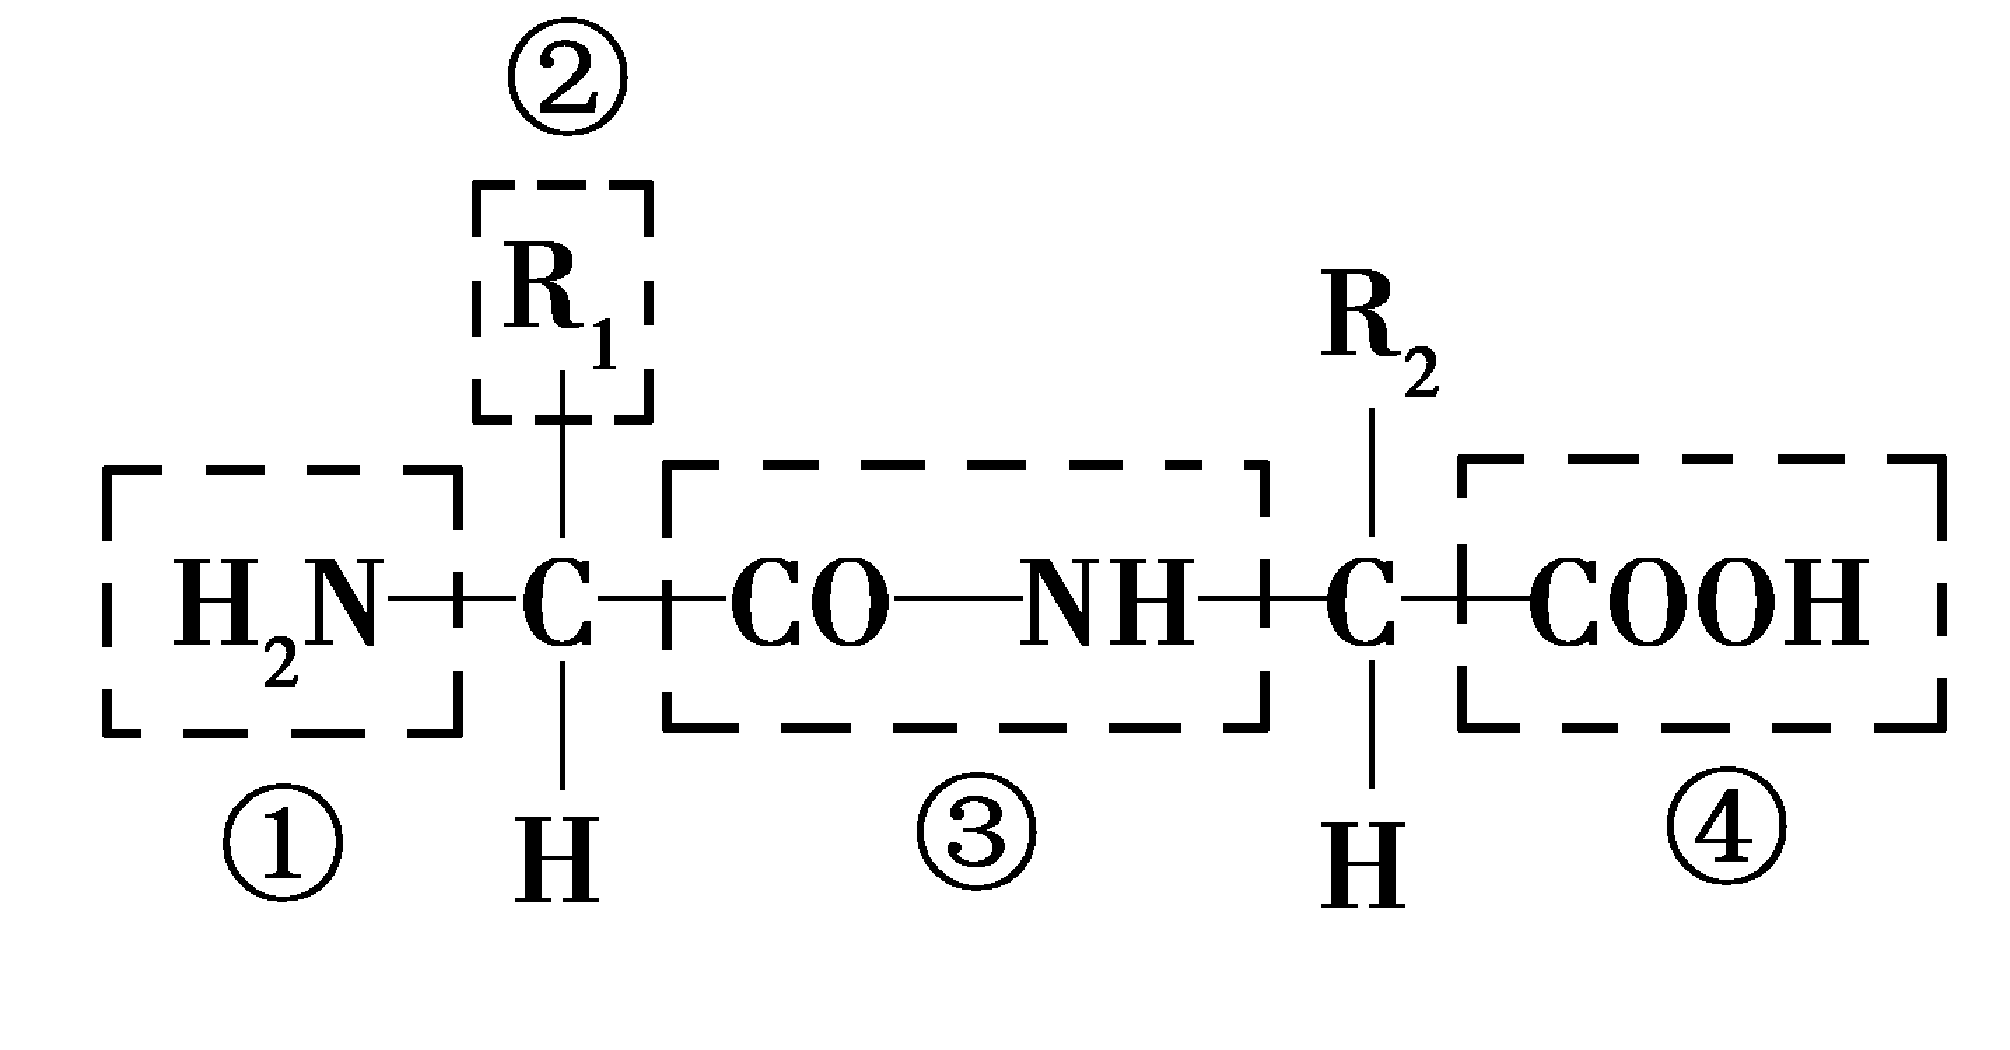 ②
R₁
R₂
H₂N—C—CO—NH—C—COOH
① ③ ④
H H